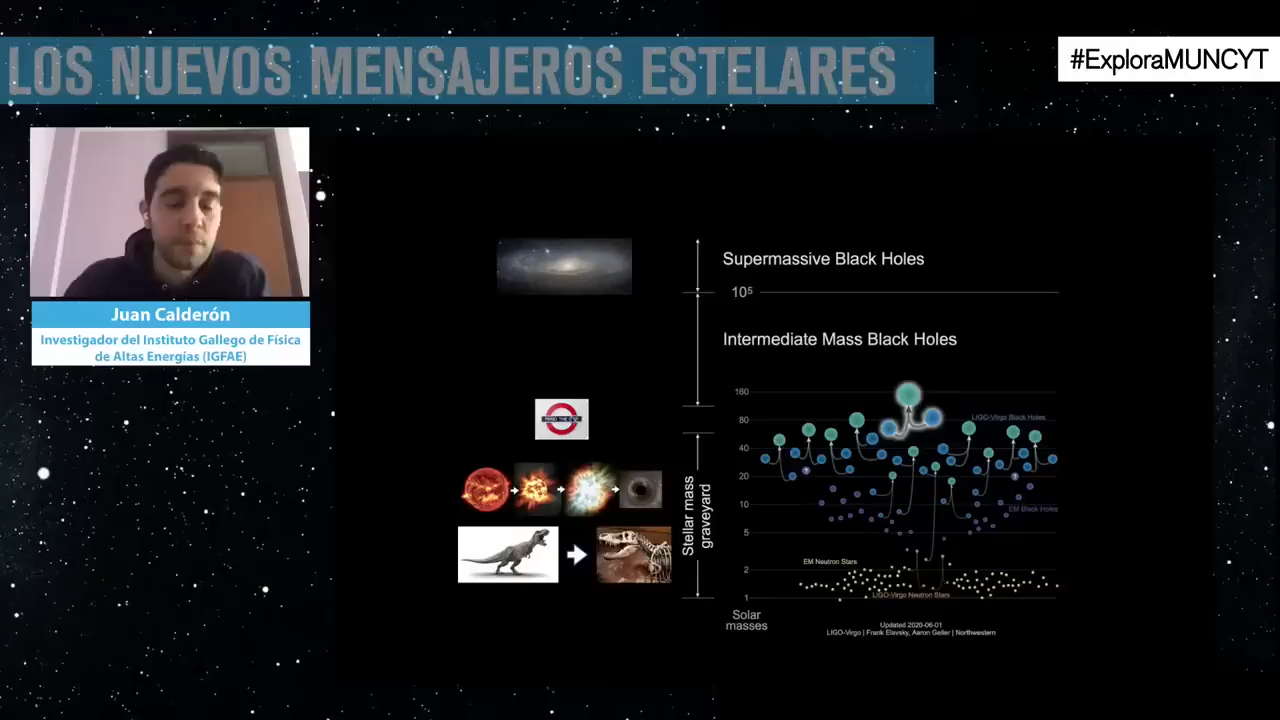 LOS NUEVOS MENSAJEROS ESTELARES
#ExploraMUNCYT
Juan Calderón
Investigador del Instituto Gallego de Física
de Altas Energías (IGFAE)
Supermassive Black Holes
10⁵
Intermediate Mass Black Holes
MIND THE GAP
160
80
40
20
10
5
2
1
LIGO-Virgo Black Holes
EM Black Holes
EM Neutron Stars
LIGO-Virgo Neutron Stars
Stellar mass
graveyard
Solar
masses
Updated 2020-06-01
LIGO-Virgo | Frank Elavsky, Aaron Geller | Northwestern